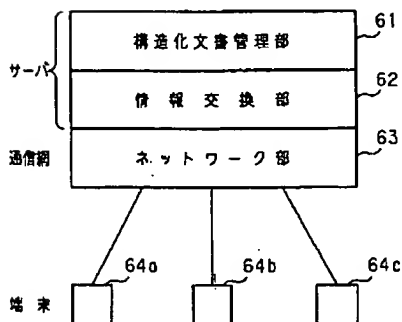 構造化文書管理部 61
サーバ
情報交換部 62
通信網 ネットワーク部 63
64a 64b 64c
端末